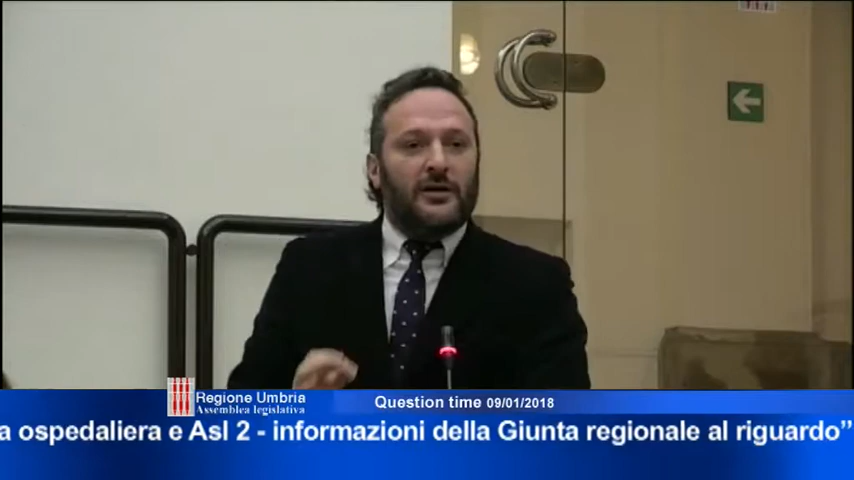 Regione Umbria
Assemblea legislativa
Question time 09/01/2018
a ospedaliera e Asl 2 - informazioni della Giunta regionale al riguardo”